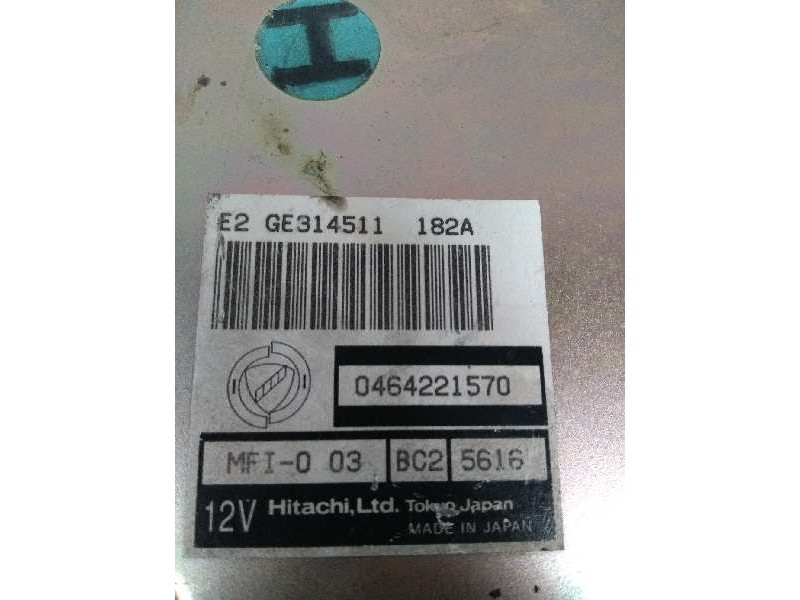 H
E2 GE314511 182A
0464221570
MFI-0 03 BC2 5616
12V Hitachi, Ltd. Tokyo Japan
MADE IN JAPAN